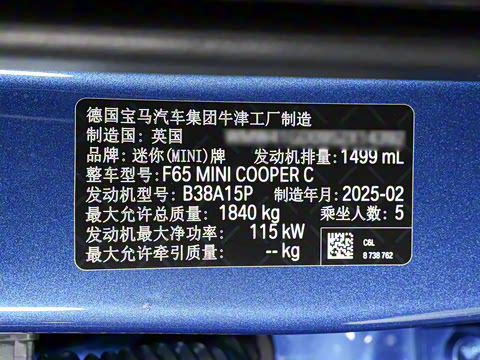 德国宝马汽车集团牛津工厂制造
制造国: 英国
品牌: 迷你(MINI)牌 发动机排量: 1499 mL
整车型号: F65 MINI COOPER C
发动机型号: B38A15P 制造年月: 2025-02
最大允许总质量: 1840 kg 乘坐人数: 5
发动机最大净功率: 115 kW
最大允许牵引质量: -- kg
C6L
8 738 762